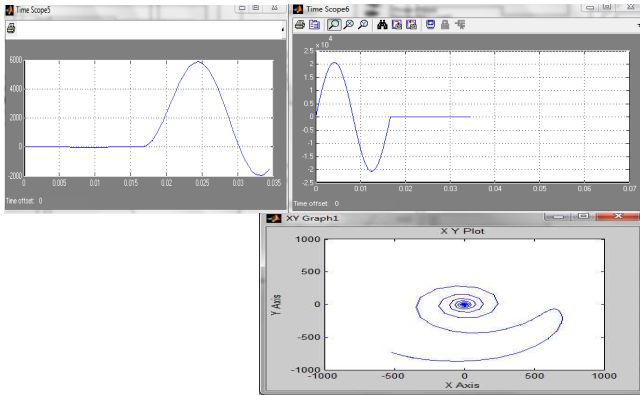 Time Scope5
6000
4000
2000
0
-2000
0 0.005 0.01 0.015 0.02 0.025 0.03 0.035
Time offset: 0
Time Scope6
x 10 4
2.5
2
1.5
1
0.5
0
-0.5
-1
-1.5
-2
-2.5
0 0.01 0.02 0.03 0.04 0.05 0.06 0.07
Time offset: 0
XY Graph1
X Y Plot
1000
500
0
-500
-1000
-1000 -500 0 500 1000
Y Axis
X Axis